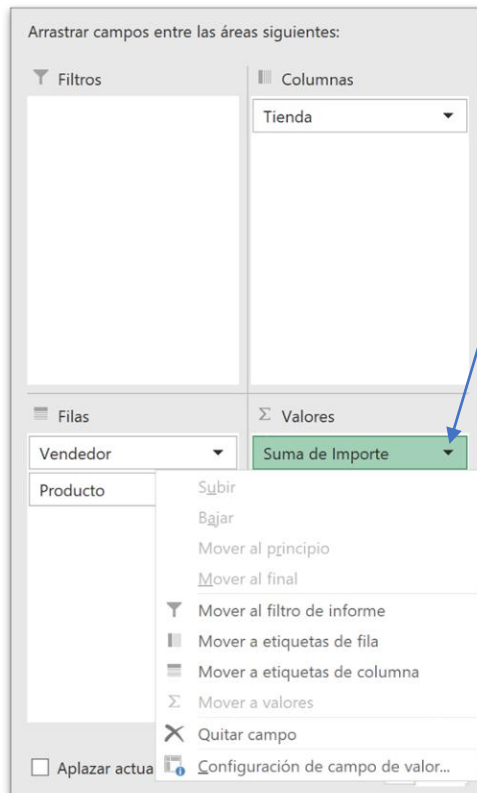 Arrastrar campos entre las áreas siguientes:
Filtros
Columnas
Tienda
Filas
Σ Valores
Vendedor
Suma de Importe
Producto
Subir
Bajar
Mover al principio
Mover al final
Mover al filtro de informe
Mover a etiquetas de fila
Mover a etiquetas de columna
Σ Mover a valores
Quitar campo
Aplazar actua
Configuración de campo de valor...